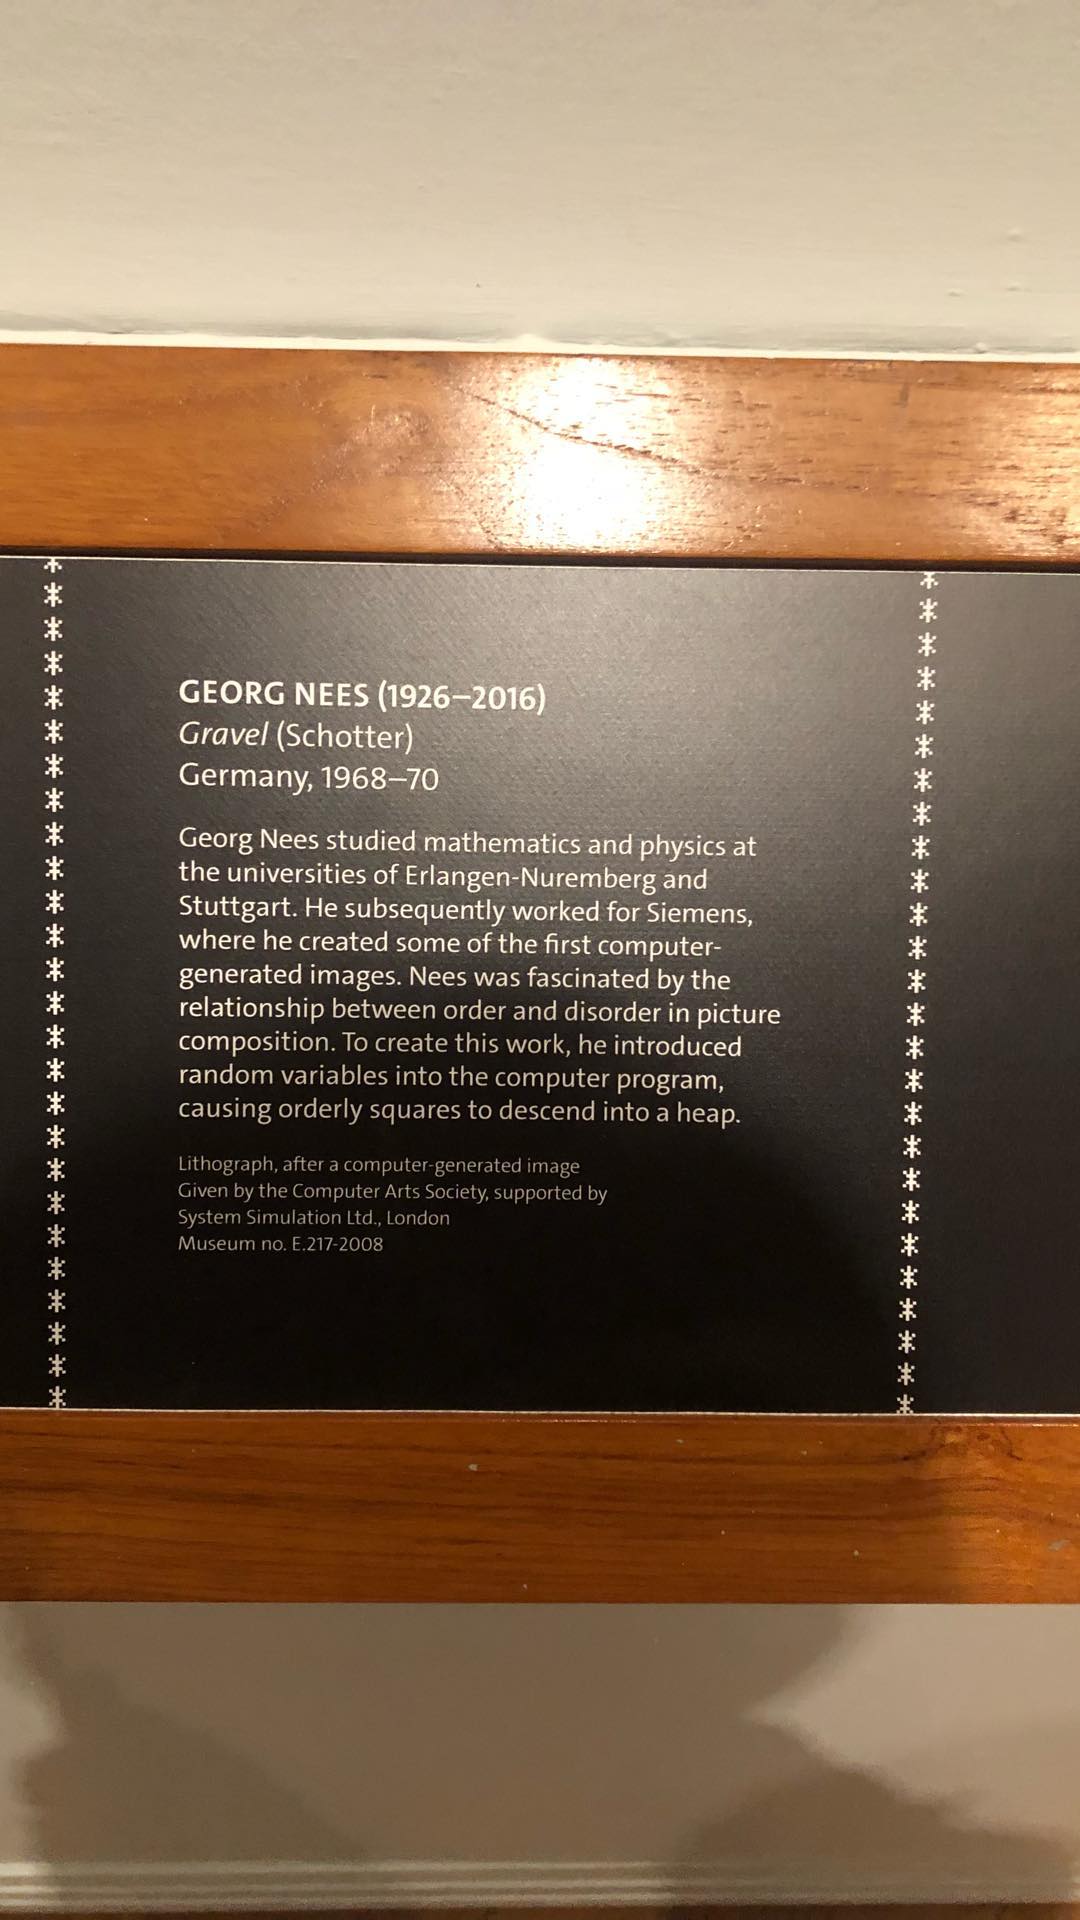 GEORG NEES (1926–2016)
Gravel (Schotter)
Germany, 1968–70
Georg Nees studied mathematics and physics at
the universities of Erlangen-Nuremberg and
Stuttgart. He subsequently worked for Siemens,
where he created some of the first computer-
generated images. Nees was fascinated by the
relationship between order and disorder in picture
composition. To create this work, he introduced
random variables into the computer program,
causing orderly squares to descend into a heap.
Lithograph, after a computer-generated image
Given by the Computer Arts Society, supported by
System Simulation Ltd., London
Museum no. E.217-2008